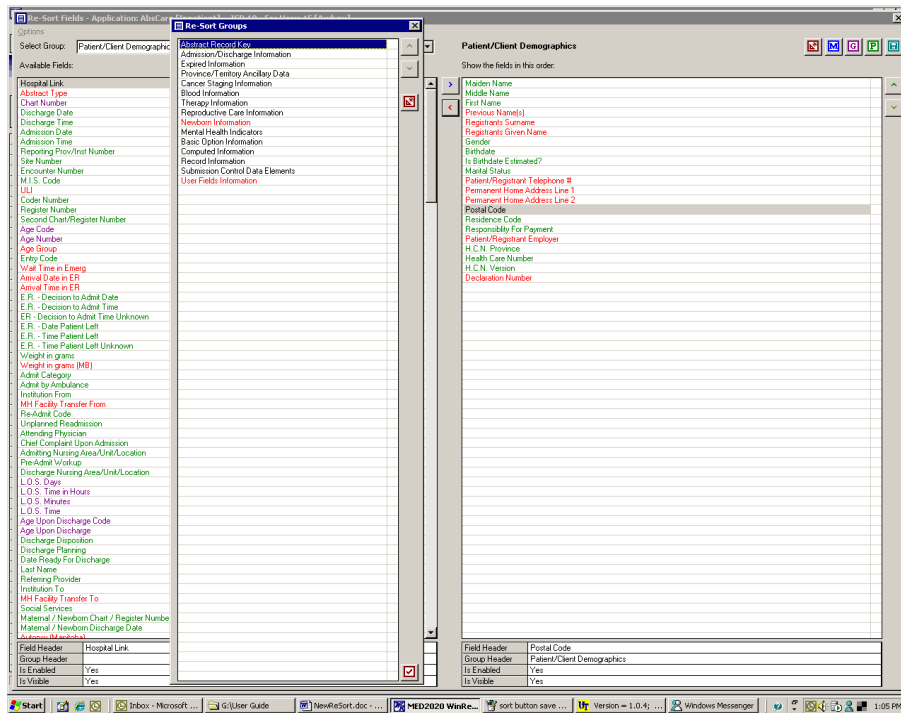 Re-Sort Fields - Application: AbsCare
Re-Sort Groups
Options
Select Group:
Patient/Client Demographic
Available Fields:
Hospital Link
Abstract Type
Chart Number
Discharge Date
Discharge Time
Admission Date
Admission Time
Reporting Prov/Inst Number
Site Number
Encounter Number
M.I.S. Code
ULI
Coder Number
Register Number
Second Chart/Register Number
Age Code
Age Number
Age Group
Entry Code
Wait Time in Emerg
Arrival Date in ER
Arrival Time in ER
E.R. - Decision to Admit Date
E.R. - Decision to Admit Time
ER - Decision to Admit Time Unknown
E.R. - Date Patient Left
E.R. - Time Patient Left
E.R. - Time Patient Left Unknown
Weight in grams
Weight in grams (MB)
Admit Category
Admit by Ambulance
Institution From
MH Facility Transfer From
Re-Admit Code
Unplanned Readmission
Attending Physician
Chief Complaint Upon Admission
Admitting Nursing Area/Unit/Location
Pre-Admit Workup
Discharge Nursing Area/Unit/Location
L.O.S. Days
L.O.S. Time in Hours
L.O.S. Minutes
L.O.S. Time
Age Upon Discharge Code
Age Upon Discharge
Discharge Disposition
Discharge Planning
Date Ready For Discharge
Last Name
Referring Provider
Institution To
MH Facility Transfer To
Social Services
Maternal / Newborn Chart / Register Numbe
Maternal / Newborn Discharge Date
Autopsy (Manitoba)
Field Header Hospital Link
Group Header
Is Enabled Yes
Is Visible Yes
Abstract Record Key
Admission/Discharge Information
Expired Information
Province/Territory Ancillary Data
Cancer Staging Information
Blood Information
Therapy Information
Reproductive Care Information
Newborn Information
Mental Health Indicators
Basic Option Information
Computed Information
Record Information
Submission Control Data Elements
User Fields Information
Patient/Client Demographics
M G P H
Show the fields in this order:
Maiden Name
Middle Name
First Name
Previous Name(s)
Registrants Surname
Registrants Given Name
Gender
Birthdate
Is Birthdate Estimated?
Marital Status
Patient/Registrant Telephone #
Permanent Home Address Line 1
Permanent Home Address Line 2
Postal Code
Residence Code
Responsiblity For Payment
Patient/Registrant Employer
H.C.N. Province
Health Care Number
H.C.N. Version
Declaration Number
Field Header Postal Code
Group Header Patient/Client Demographics
Is Enabled Yes
Is Visible Yes
Start Inbox - Microsoft ... G:\User Guide NewReSort.doc - ... MED2020 WinRe... sort button save ... Version = 1.0.4; ... Windows Messenger 1:05 PM